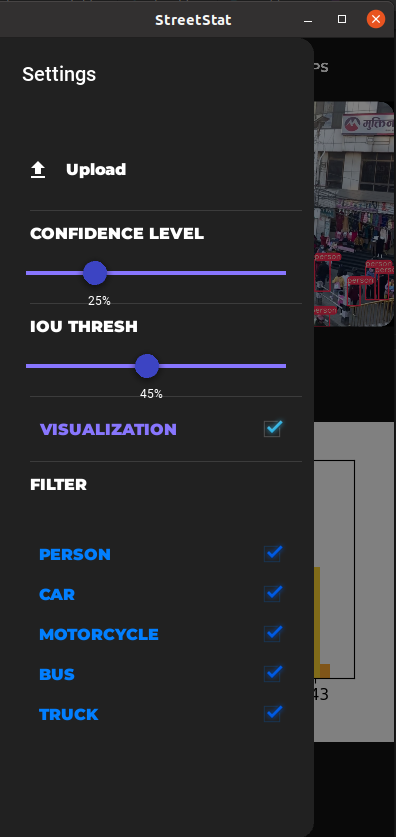 StreetStat
Settings
PS
मुक्तिन
Upload
CONFIDENCE LEVEL
person
person
person
person
25%
person
IOU THRESH
45%
VISUALIZATION
FILTER
PERSON
CAR
MOTORCYCLE
43
BUS
TRUCK